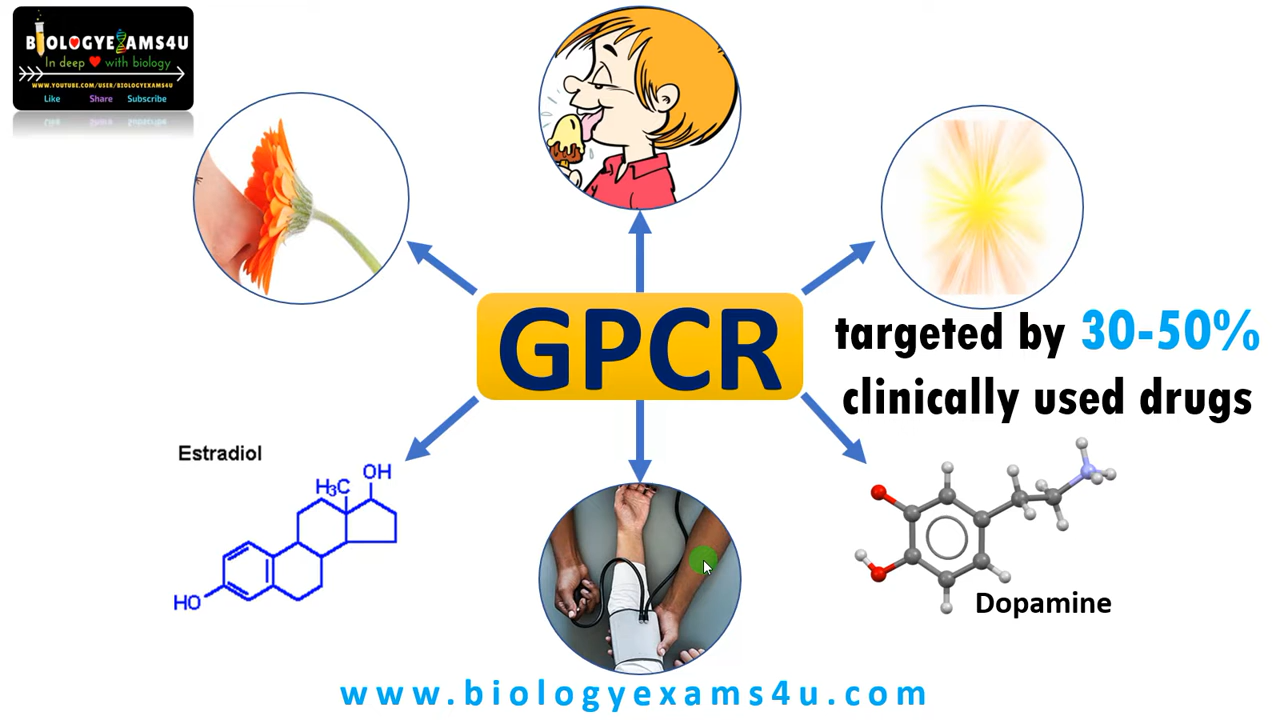 BIOLOGYEXAMS4U
In deep with biology
WWW.YOUTUBE.COM/USER/BIOLOGYEXAMS4U
Like Share Subscribe
GPCR
targeted by 30-50%
clinically used drugs
Estradiol
OH
H₃C
HO
Dopamine
www.biologyexams4u.com